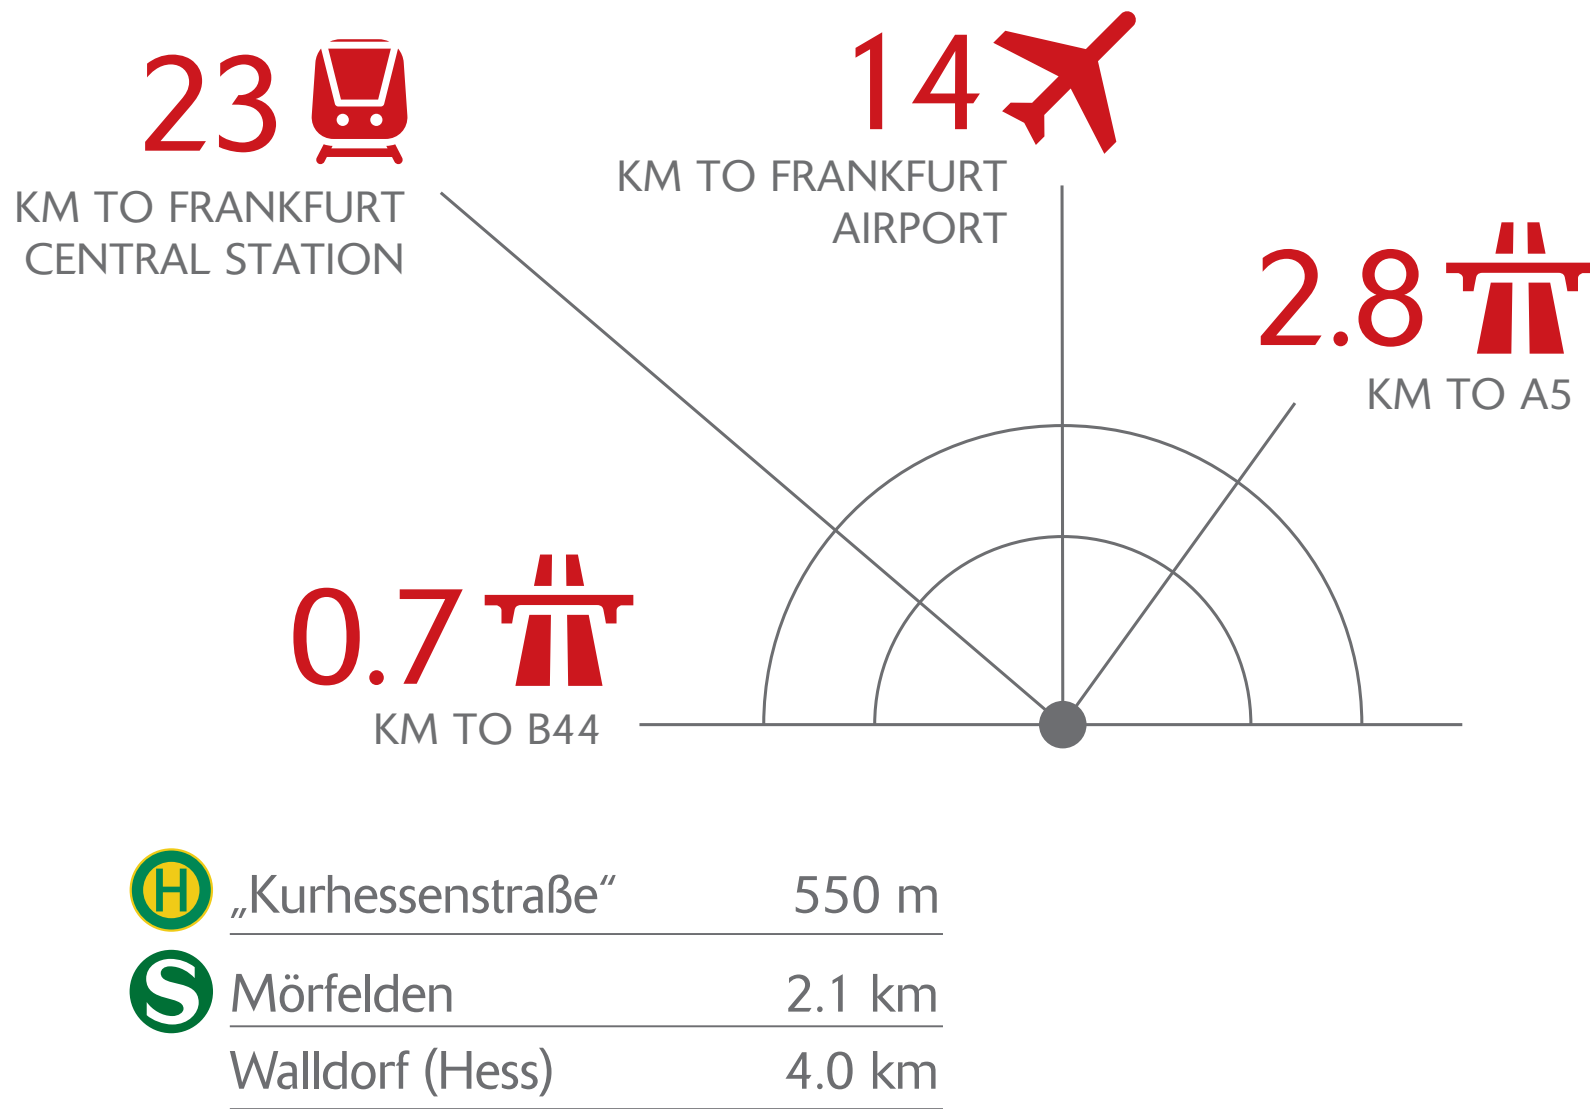 23
KM TO FRANKFURT
CENTRAL STATION
14
KM TO FRANKFURT
AIRPORT
2.8
KM TO A5
0.7
KM TO B44
H „Kurhessenstraße“ 550 m
S Mörfelden 2.1 km
Walldorf (Hess) 4.0 km